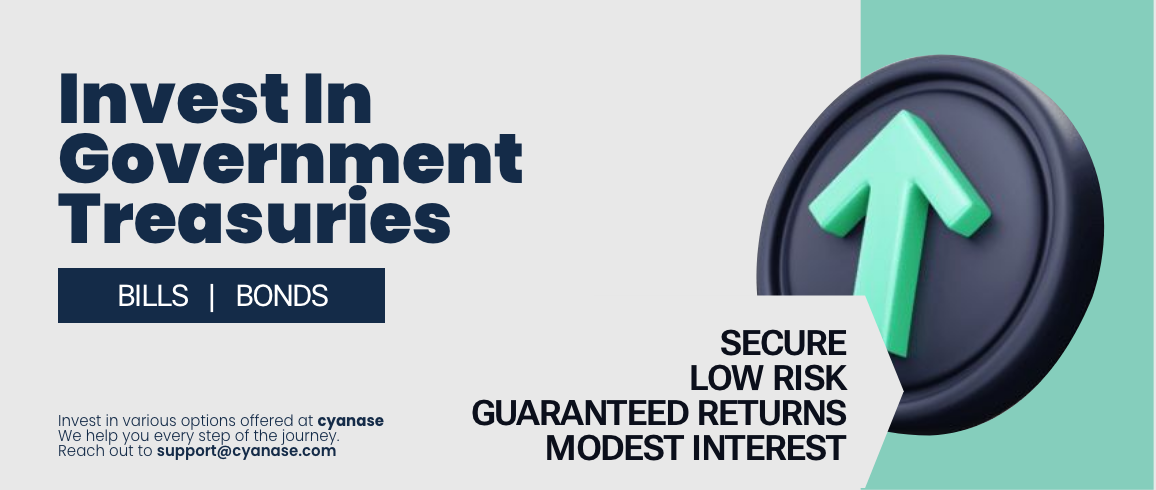 Invest In
Government
Treasuries
BILLS | BONDS
Invest in various options offered at cyanase
We help you every step of the journey.
Reach out to support@cyanase.com
SECURE
LOW RISK
GUARANTEED RETURNS
MODEST INTEREST